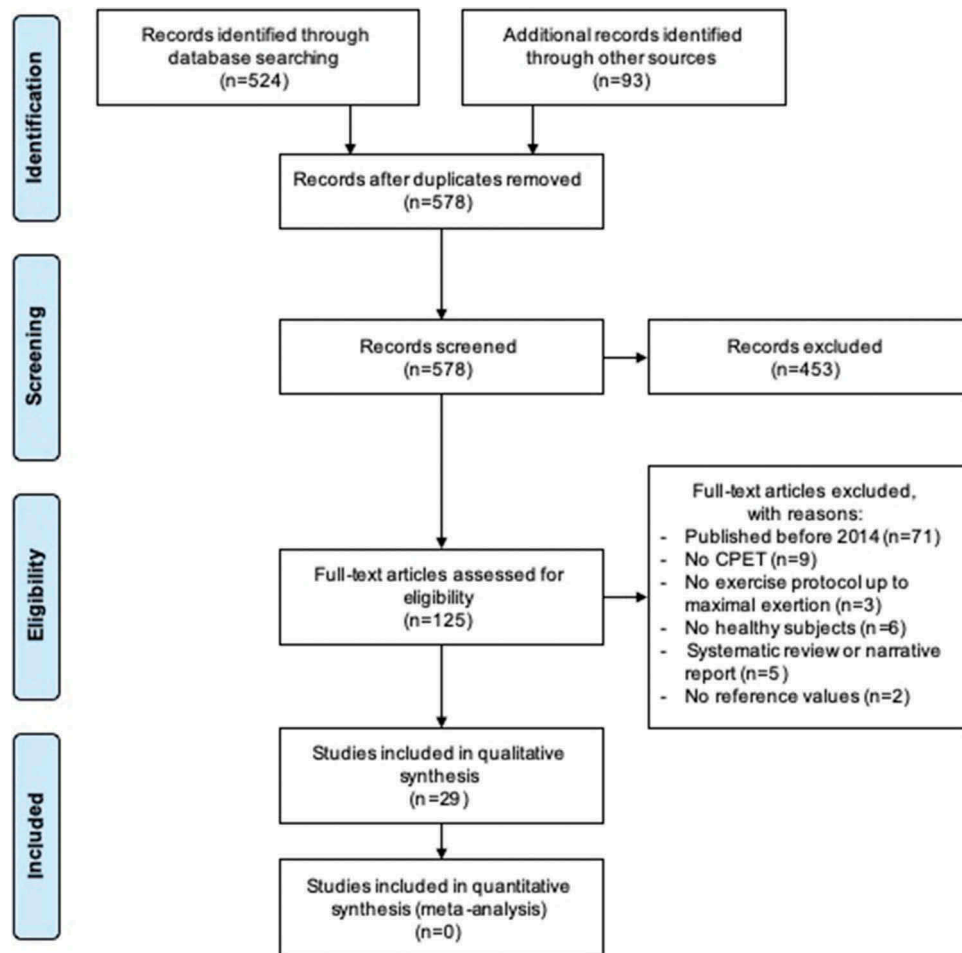 Identification
Records identified through
database searching
(n=524)
Additional records identified
through other sources
(n=93)
Records after duplicates removed
(n=578)
Screening
Records screened
(n=578)
Records excluded
(n=453)
Eligibility
Full-text articles assessed for
eligibility
(n=125)
Full-text articles excluded,
with reasons:
- Published before 2014 (n=71)
- No CPET (n=9)
- No exercise protocol up to
maximal exertion (n=3)
- No healthy subjects (n=6)
- Systematic review or narrative
report (n=5)
- No reference values (n=2)
Included
Studies included in qualitative
synthesis
(n=29)
Studies included in quantitative
synthesis (meta-analysis)
(n=0)